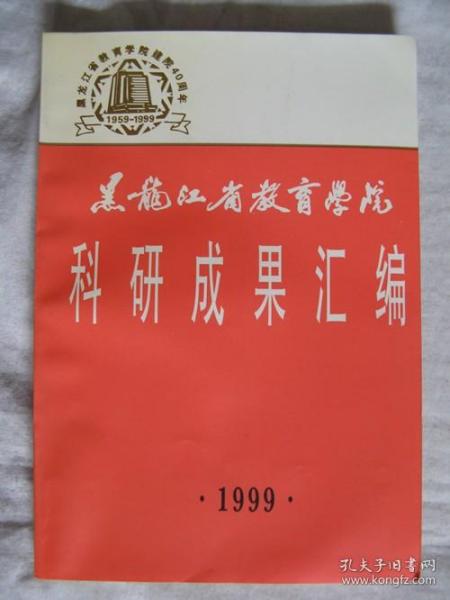 黑龙江省教育学院建院40周年
1959-1999
黑龍江省教育學院
科研成果汇编
·1999·
孔夫子旧书网
www.kongfz.com